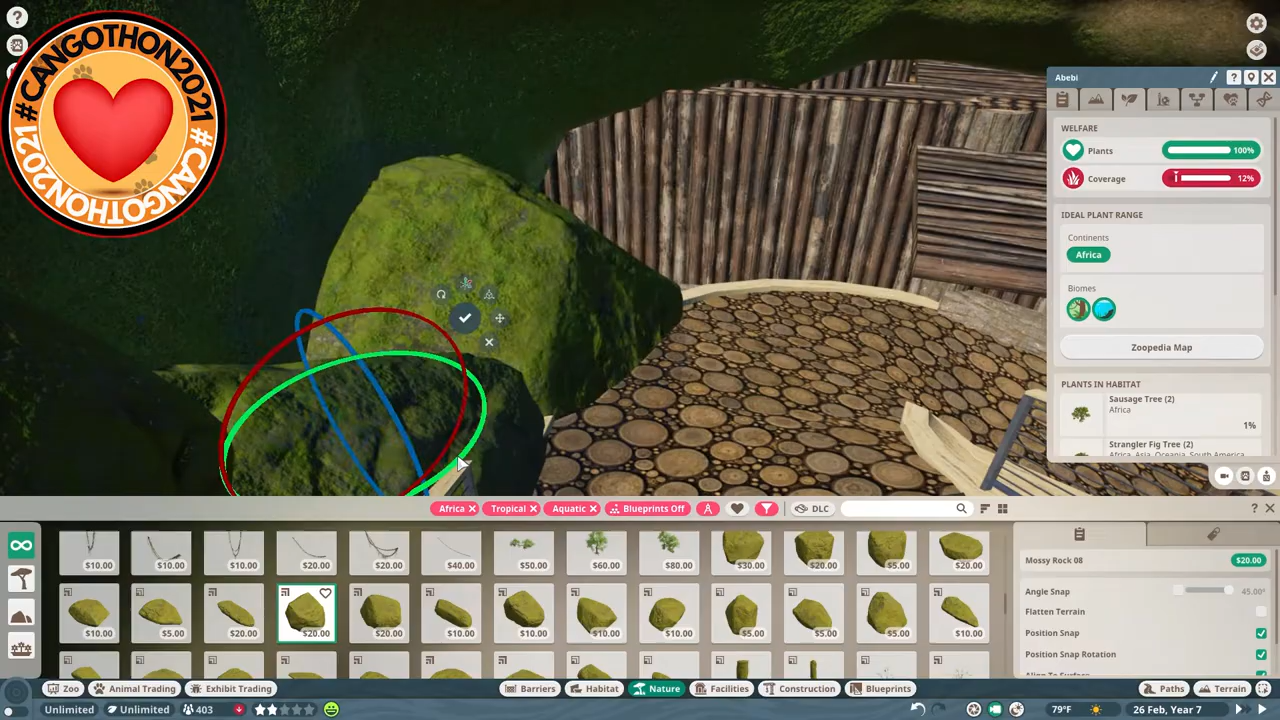 #CANGOTHON2021
#CANGOTHON2021
Abebi
WELFARE
Plants 100%
Coverage 12%
IDEAL PLANT RANGE
Continents
Africa
Biomes
Zoopedia Map
PLANTS IN HABITAT
Sausage Tree (2)
Africa
1%
Strangler Fig Tree (2)
Africa, Asia, Oceania, South America
Africa Tropical Aquatic Blueprints Off DLC
$10.00 $10.00 $10.00 $20.00 $20.00 $40.00 $50.00 $60.00 $80.00 $30.00 $20.00 $5.00 $20.00
$10.00 $5.00 $20.00 $20.00 $20.00 $10.00 $10.00 $10.00 $10.00 $5.00 $5.00 $5.00 $10.00
Mossy Rock 08 $20.00
Angle Snap 45.00°
Flatten Terrain
Position Snap
Position Snap Rotation
Align To Surface
Zoo Animal Trading Exhibit Trading Barriers Habitat Nature Facilities Construction Blueprints Paths Terrain
Unlimited Unlimited 403 79°F 26 Feb, Year 7